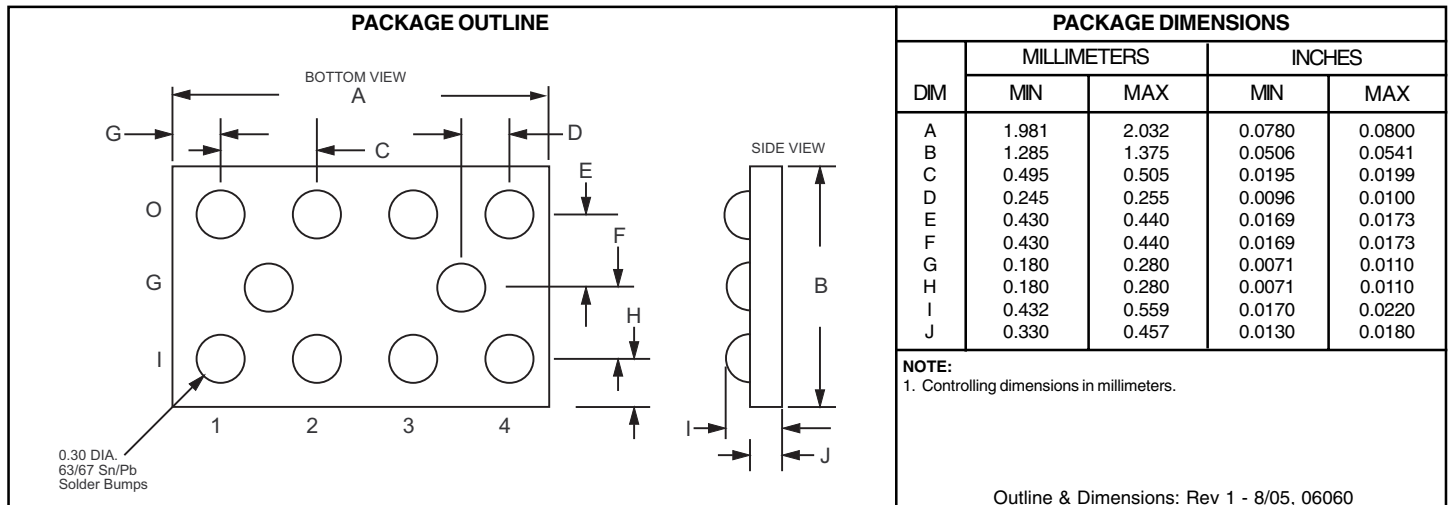 PACKAGE OUTLINE
BOTTOM VIEW
A
G
C
D
SIDE VIEW
E
O
F
G
B
H
I
1 2 3 4
I
J
0.30 DIA.
63/67 Sn/Pb
Solder Bumps
PACKAGE DIMENSIONS
MILLIMETERS INCHES
DIM MIN MAX MIN MAX
A 1.981 2.032 0.0780 0.0800
B 1.285 1.375 0.0506 0.0541
C 0.495 0.505 0.0195 0.0199
D 0.245 0.255 0.0096 0.0100
E 0.430 0.440 0.0169 0.0173
F 0.430 0.440 0.0169 0.0173
G 0.180 0.280 0.0071 0.0110
H 0.180 0.280 0.0071 0.0110
I 0.432 0.559 0.0170 0.0220
J 0.330 0.457 0.0130 0.0180
NOTE:
1. Controlling dimensions in millimeters.
Outline & Dimensions: Rev 1 - 8/05, 06060